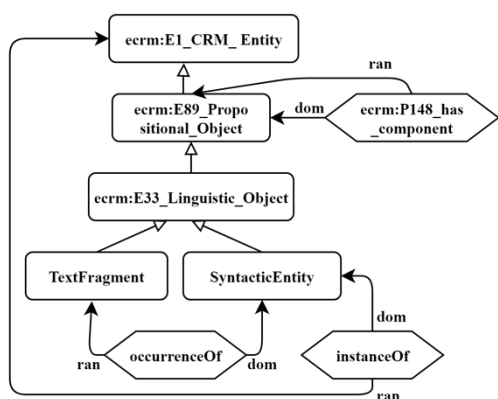 ecrm:E1_CRM_ Entity
ran
ecrm:E89_Propo
sitional_Object
dom
ecrm:P148_has
_component
ecrm:E33_Linguistic_Object
TextFragment
SyntacticEntity
dom
occurrenceOf
instanceOf
ran
dom
ran